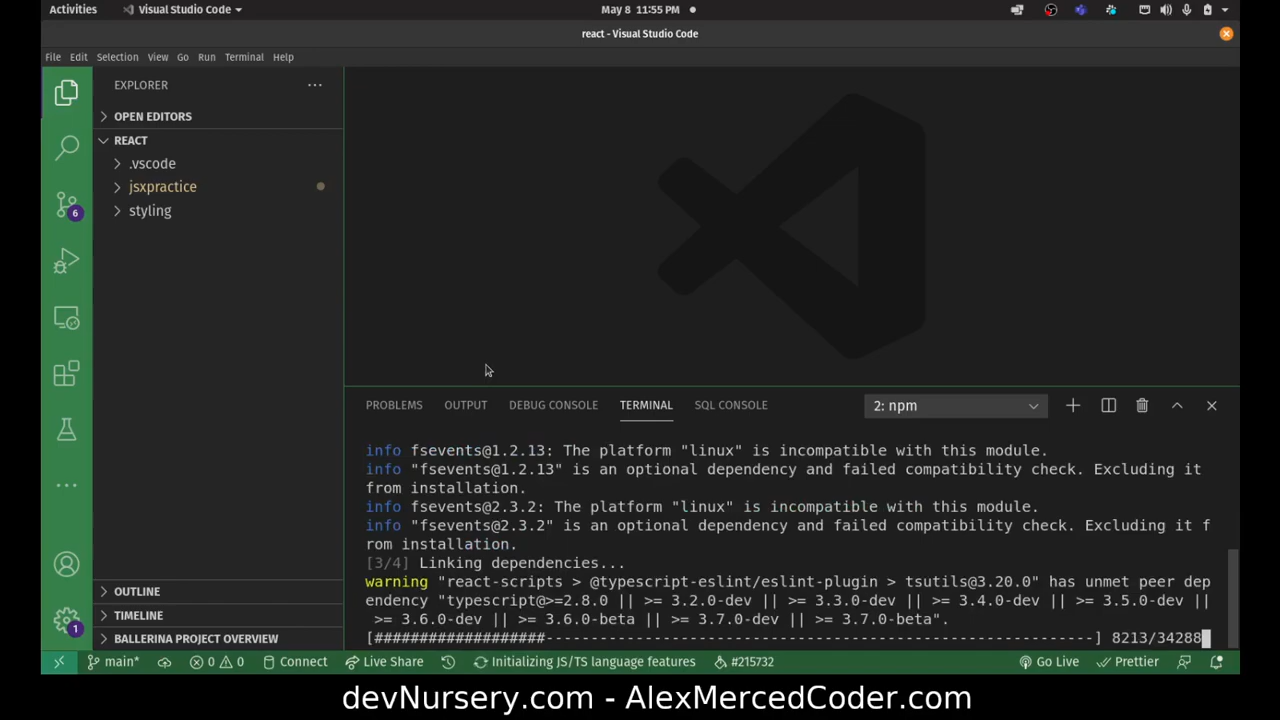 Activities
Visual Studio Code
May 8 11:55 PM
react - Visual Studio Code
File Edit Selection View Go Run Terminal Help
EXPLORER
OPEN EDITORS
REACT
.vscode
jsxpractice
styling
6
1
OUTLINE
TIMELINE
BALLERINA PROJECT OVERVIEW
PROBLEMS OUTPUT DEBUG CONSOLE TERMINAL SQL CONSOLE 2: npm
info fsevents@1.2.13: The platform "linux" is incompatible with this module.
info "fsevents@1.2.13" is an optional dependency and failed compatibility check. Excluding it
from installation.
info fsevents@2.3.2: The platform "linux" is incompatible with this module.
info "fsevents@2.3.2" is an optional dependency and failed compatibility check. Excluding it f
rom installation.
[3/4] Linking dependencies...
warning "react-scripts > @typescript-eslint/eslint-plugin > tsutils@3.20.0" has unmet peer dep
endency "typescript@>=2.8.0 || >= 3.2.0-dev || >= 3.3.0-dev || >= 3.4.0-dev || >= 3.5.0-dev ||
>= 3.6.0-dev || >= 3.6.0-beta || >= 3.7.0-dev || >= 3.7.0-beta".
[###################-------------------------------------------------------------] 8213/34288
main* 0 0 Connect Live Share Initializing JS/TS language features #215732 Go Live Prettier
devNursery.com - AlexMercedCoder.com